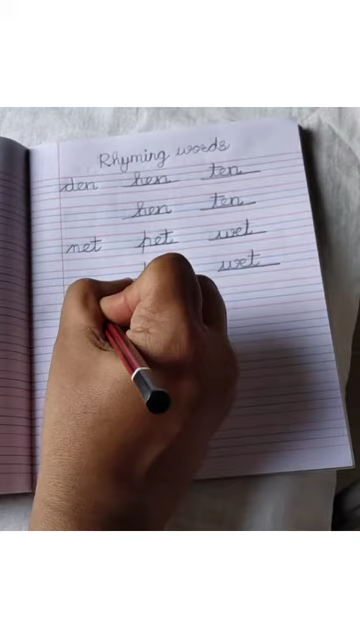 Rhyming words
den hen ten
hen ten
net pet wet
wet